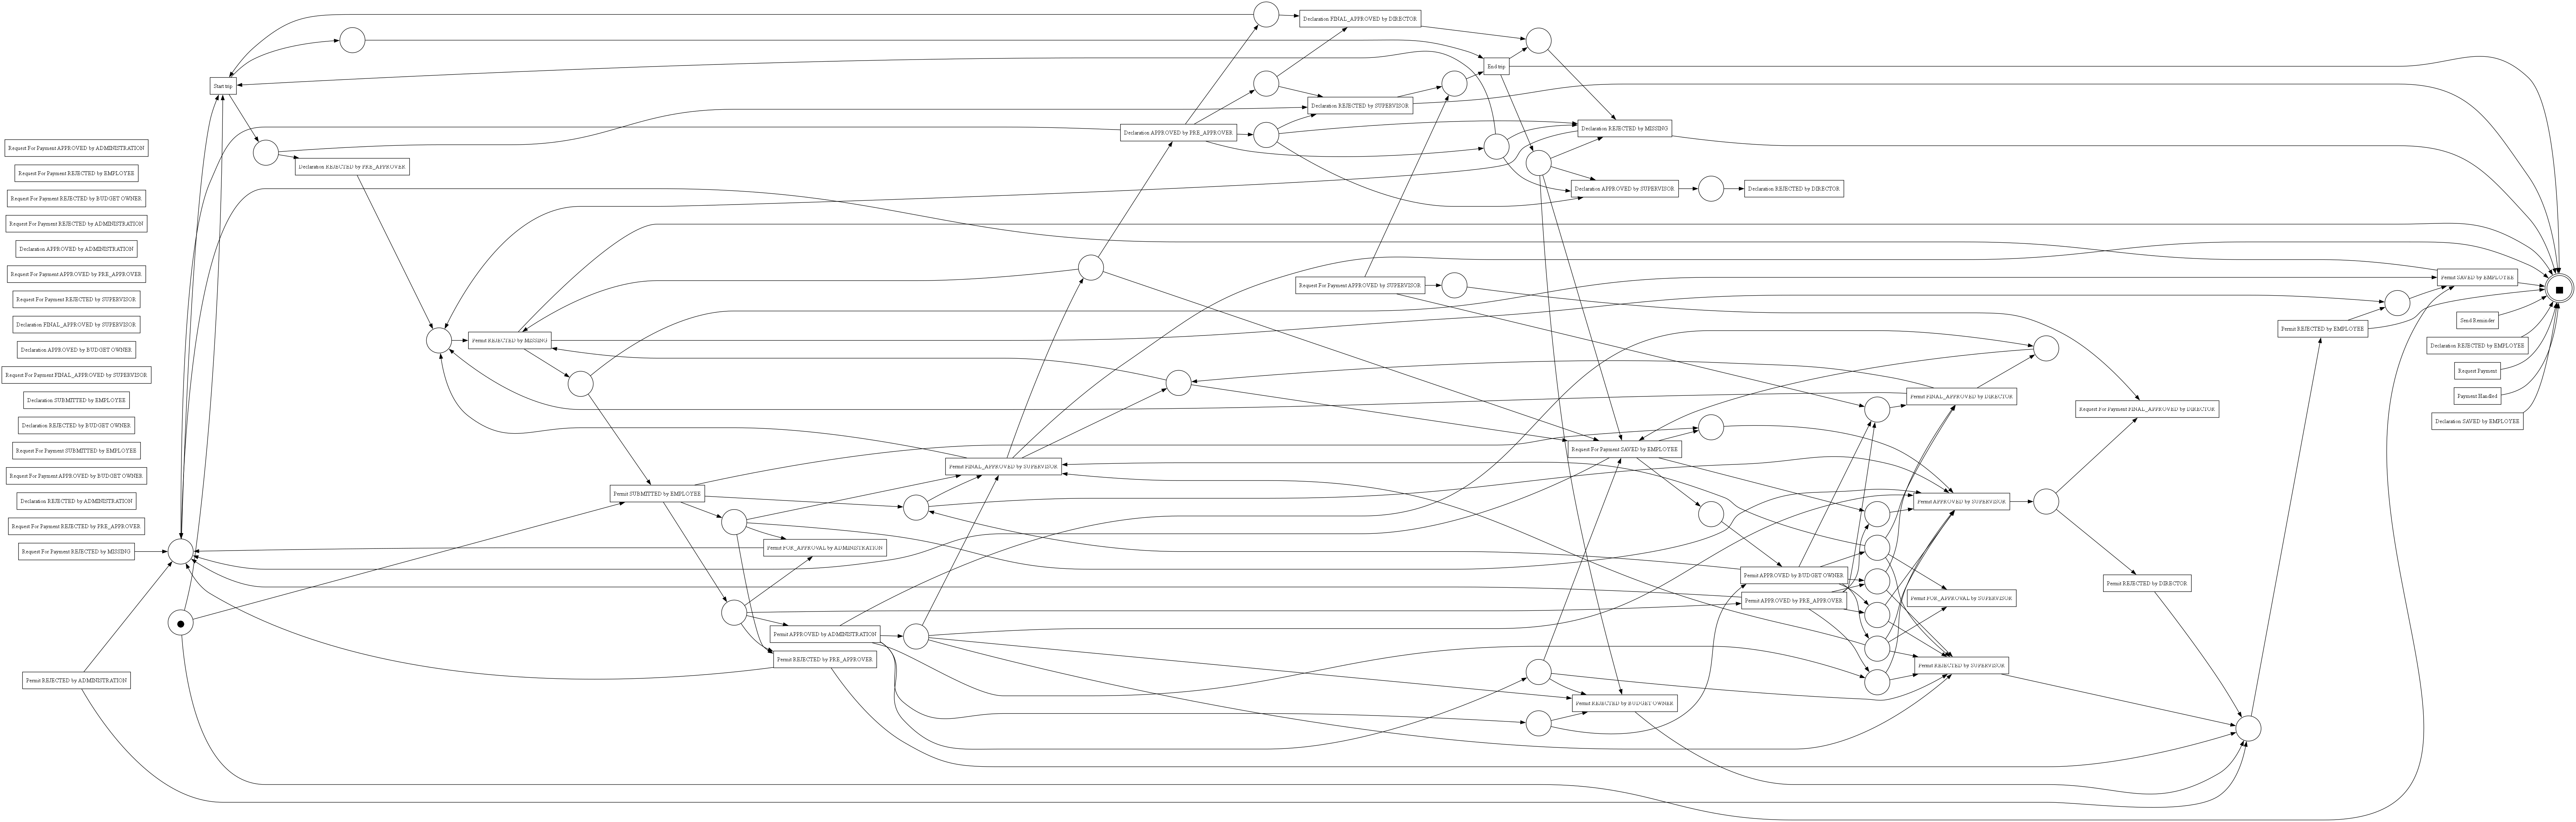 Declaration FINAL_APPROVED by DIRECTOR
End trip
Start trip
Declaration REJECTED by SUPERVISOR
Declaration REJECTED by MISSING
Declaration APPROVED by PRE_APPROVER
Request For Payment APPROVED by ADMINISTRATION
Declaration REJECTED by PRE_APPROVER
Request For Payment REJECTED by EMPLOYEE
Declaration APPROVED by SUPERVISOR
Declaration REJECTED by DIRECTOR
Request For Payment REJECTED by BUDGET OWNER
Request For Payment REJECTED by ADMINISTRATION
Declaration APPROVED by ADMINISTRATION
Request For Payment APPROVED by PRE_APPROVER
Permit SAVED by EMPLOYEE
Request For Payment APPROVED by SUPERVISOR
Request For Payment REJECTED by SUPERVISOR
Send Reminder
Declaration FINAL_APPROVED by SUPERVISOR
Permit REJECTED by EMPLOYEE
Permit REJECTED by MISSING
Declaration REJECTED by EMPLOYEE
Declaration APPROVED by BUDGET OWNER
Request Payment
Request For Payment FINAL_APPROVED by SUPERVISOR
Permit FINAL_APPROVED by DIRECTOR
Payment Handled
Declaration SUBMITTED by EMPLOYEE
Request For Payment FINAL_APPROVED by DIRECTOR
Declaration SAVED by EMPLOYEE
Declaration REJECTED by BUDGET OWNER
Request For Payment SAVED by EMPLOYEE
Request For Payment SUBMITTED by EMPLOYEE
Permit FINAL_APPROVED by SUPERVISOR
Request For Payment APPROVED by BUDGET OWNER
Permit SUBMITTED by EMPLOYEE
Declaration REJECTED by ADMINISTRATION
Permit APPROVED by SUPERVISOR
Request For Payment REJECTED by PRE_APPROVER
Permit FOR_APPROVAL by ADMINISTRATION
Request For Payment REJECTED by MISSING
Permit APPROVED by BUDGET OWNER
Permit REJECTED by DIRECTOR
Permit APPROVED by PRE_APPROVER
Permit FOR_APPROVAL by SUPERVISOR
Permit APPROVED by ADMINISTRATION
Permit REJECTED by PRE_APPROVER
Permit REJECTED by SUPERVISOR
Permit REJECTED by ADMINISTRATION
Permit REJECTED by BUDGET OWNER